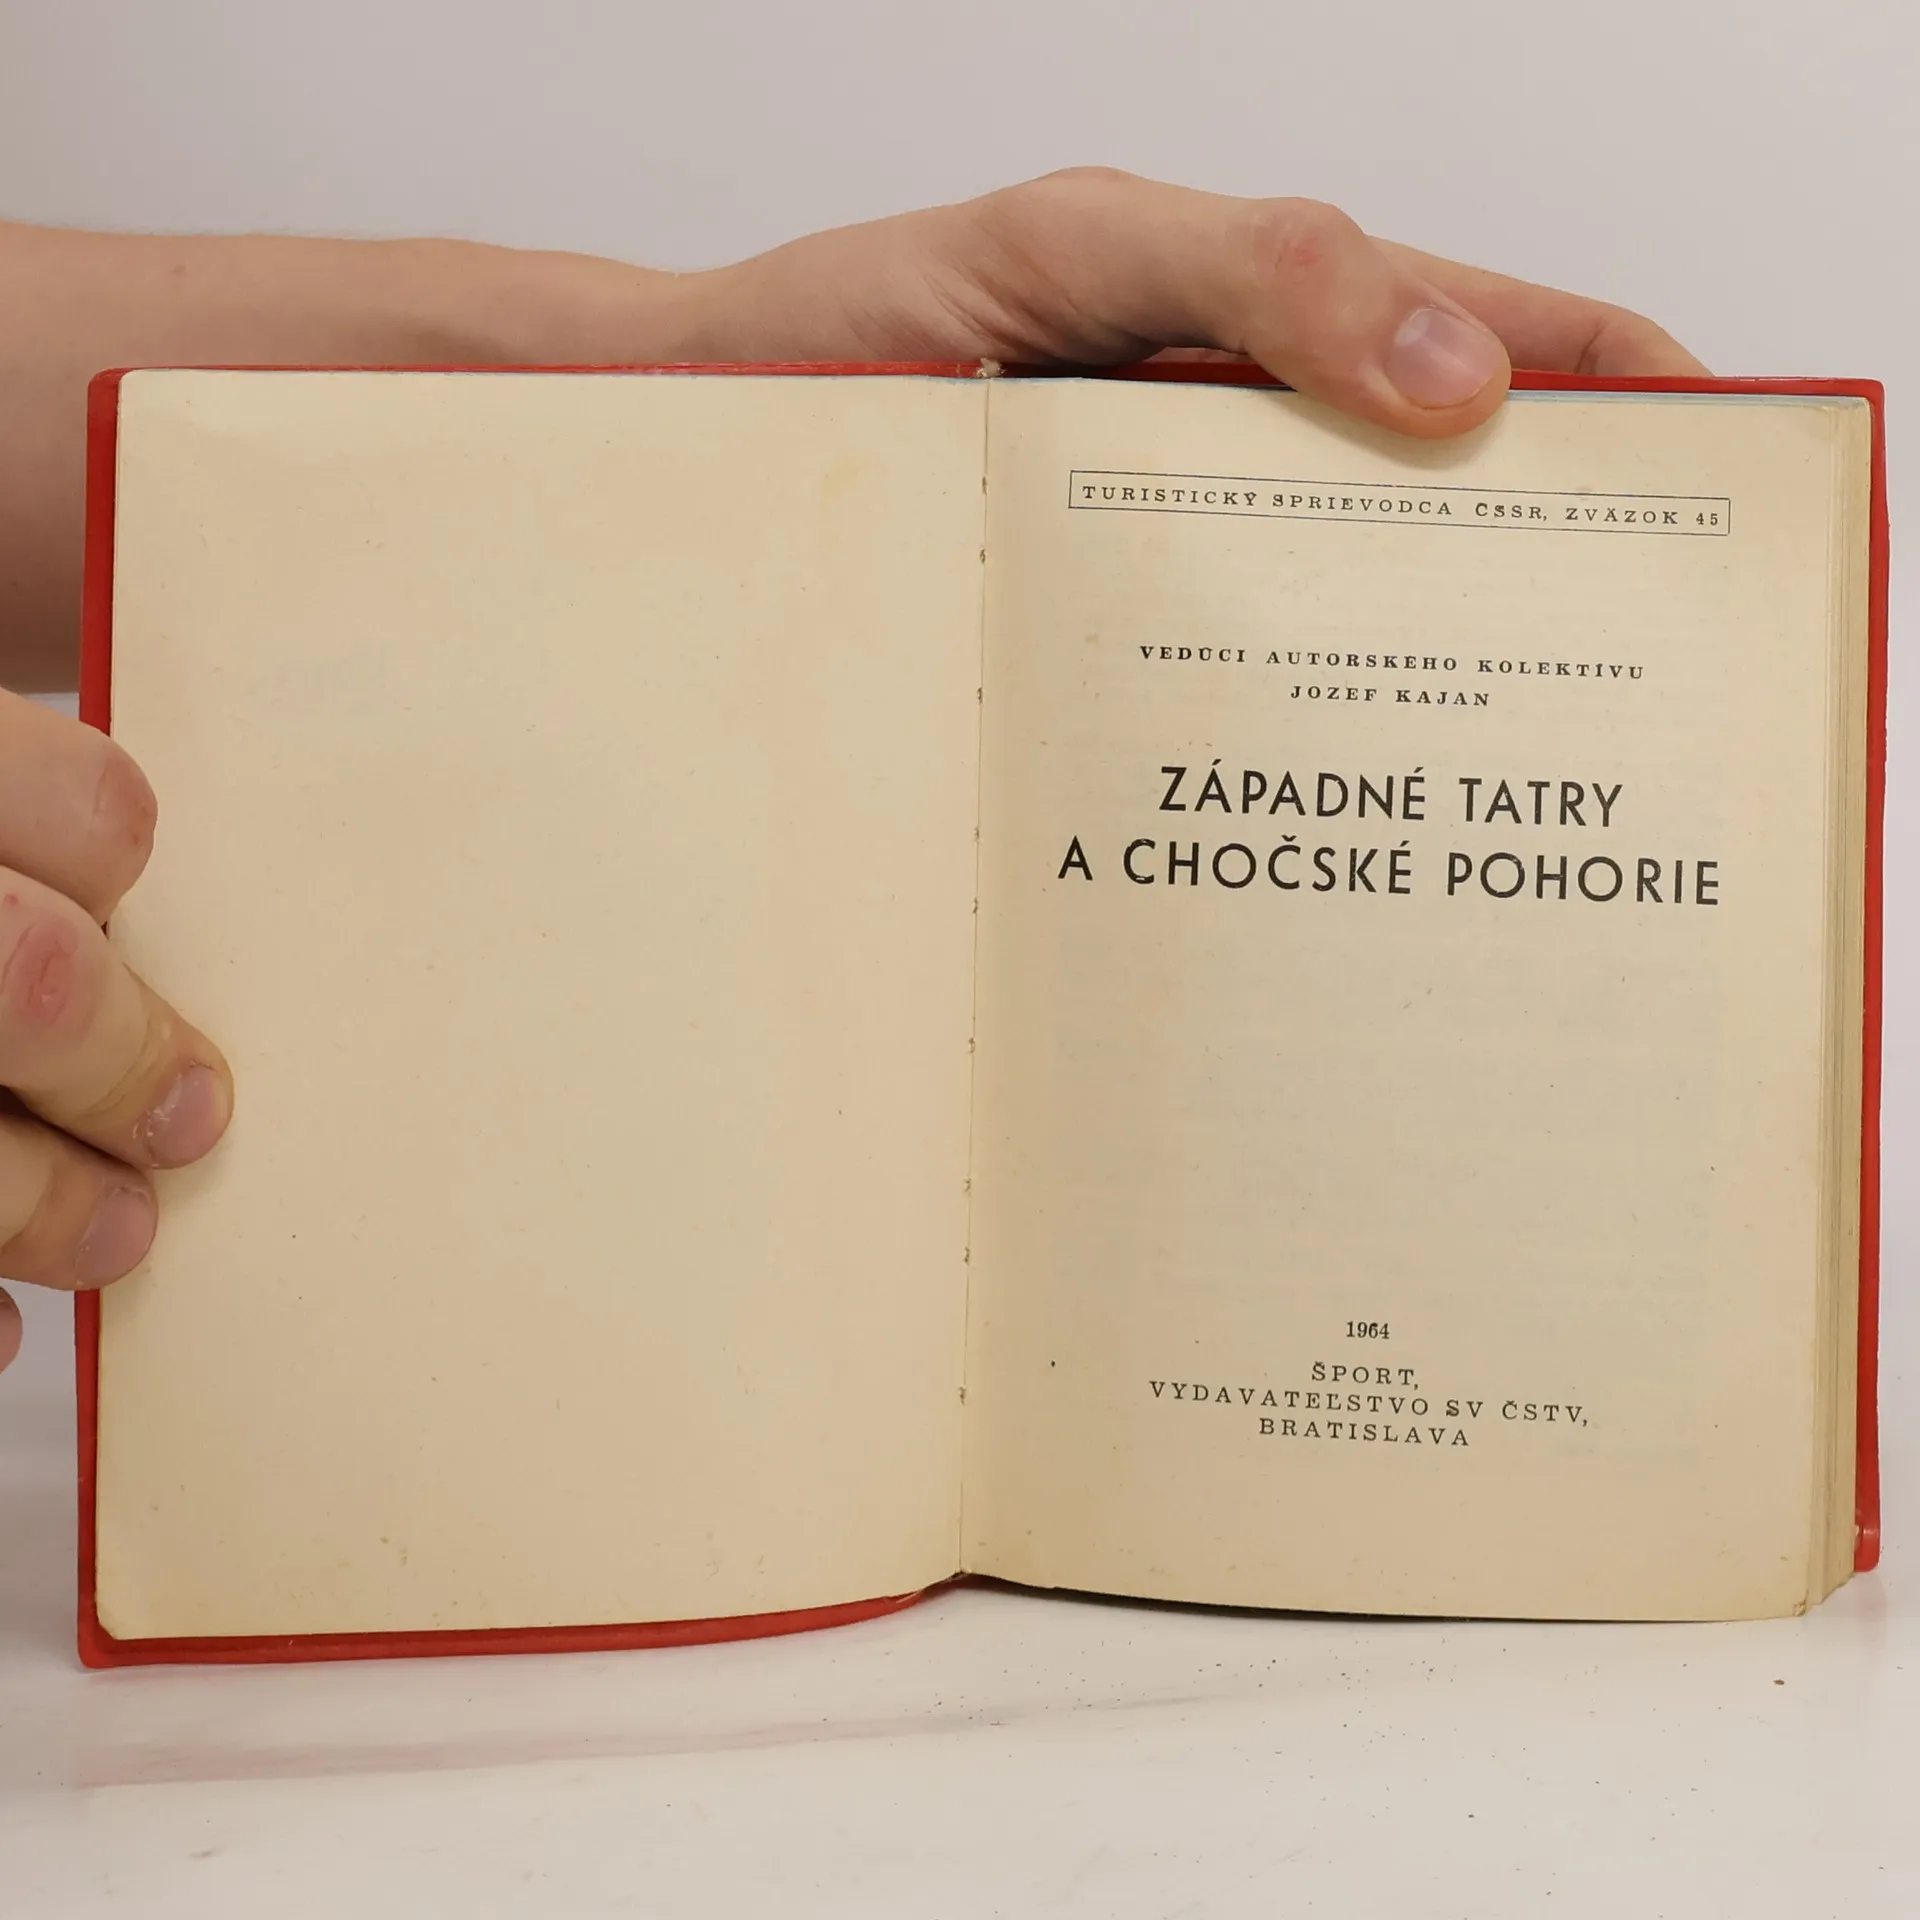 TURISTICKÝ SPRIEVODCA ČSSR, ZVÄZOK 45
VEDÚCI AUTORSKÉHO KOLEKTÍVU
JOZEF KAJAN
ZÁPADNÉ TATRY
A CHOČSKÉ POHORIE
1964
ŠPORT,
VYDAVATEĽSTVO SV ČSTV,
BRATISLAVA